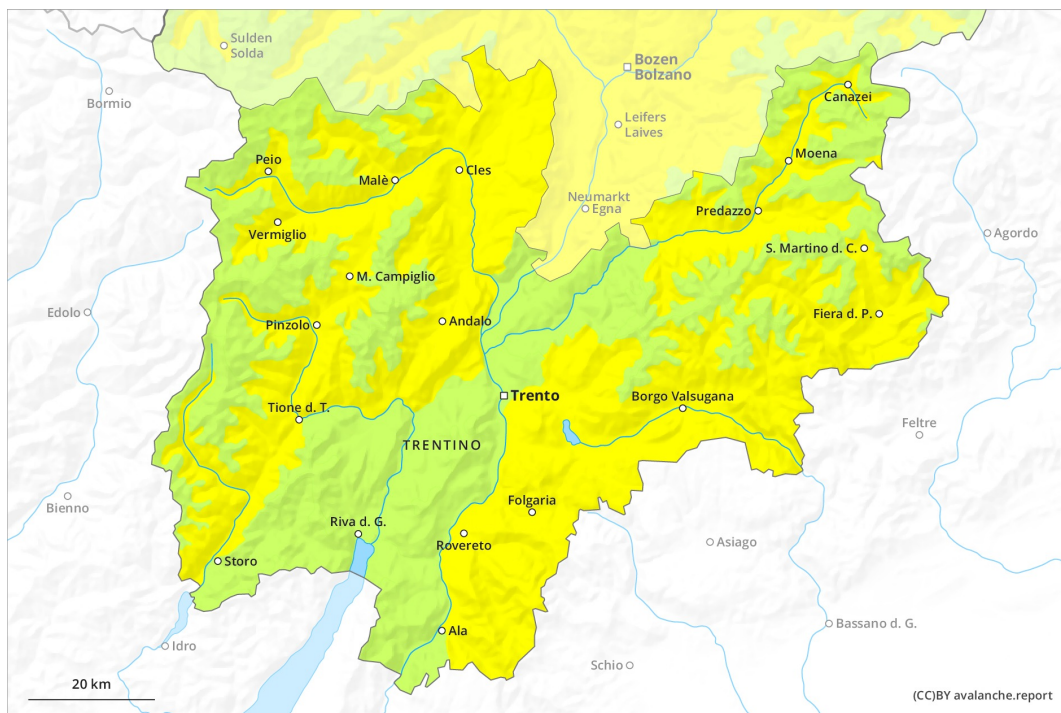 Sulden
Solda
Bozen
Bolzano
Bormio
Canazei
Leifers
Laives
Peio
Moena
Malè
Cles
Neumarkt
Egna
Predazzo
Vermiglio
Agordo
S. Martino d. C.
M. Campiglio
Edolo
Fiera d. P.
Pinzolo
Andalo
Trento
Borgo Valsugana
Tione d. T.
Feltre
TRENTINO
Bienno
Folgaria
Riva d. G.
Rovereto
Asiago
Storo
Bassano d. G.
Ala
Idro
Schio
20 km
(CC)BY avalanche.report